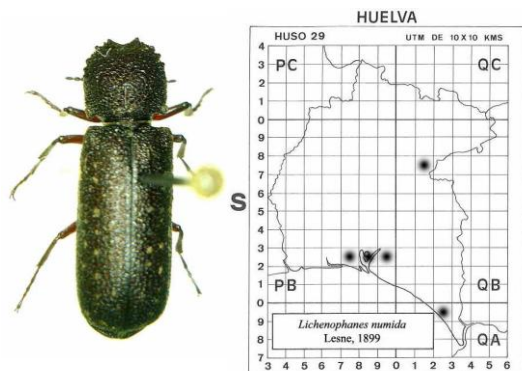 HUELVA
HUSO 29 UTM DE 10 X 10 KMS
4
PC QC
3
2
1
0
9
8
7
6
S
5
4
3
2
1
PB QB
0
9
Lichenophanes numida
Lesne, 1899
8
QA
7
3 4 5 6 7 8 9 0 1 2 3 4 5 6